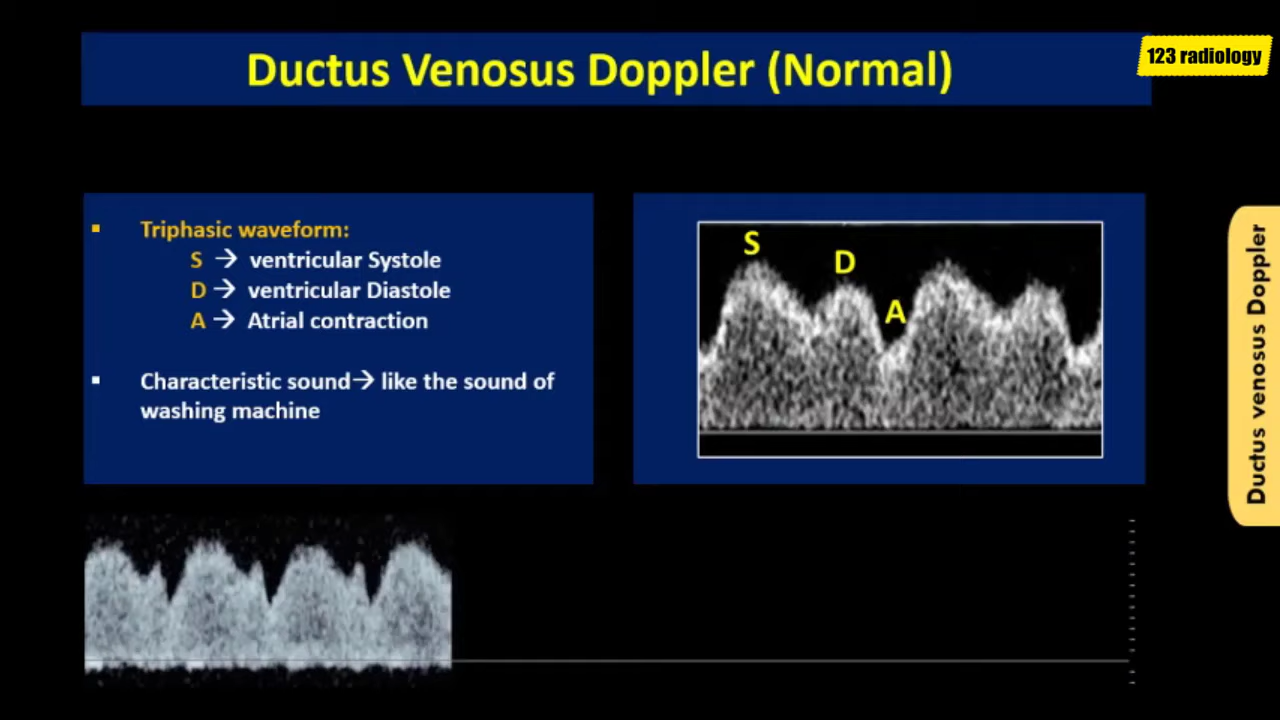 Ductus Venosus Doppler (Normal)
123 radiology
▪ Triphasic waveform:
S → ventricular Systole
D → ventricular Diastole
A → Atrial contraction
▪ Characteristic sound→ like the sound of
washing machine
S
D
A
Ductus venosus Doppler